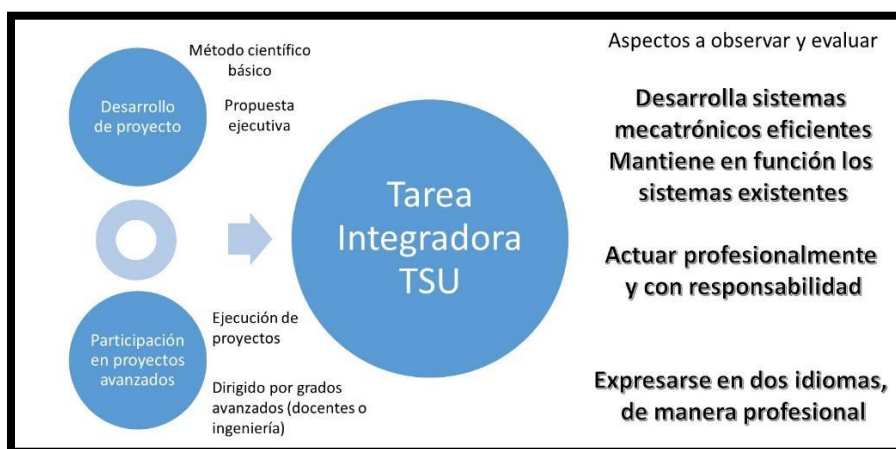 Desarrollo
de proyecto
Método científico
básico
Propuesta
ejecutiva
Participación
en proyectos
avanzados
Ejecución de
proyectos
Dirigido por grados
avanzados (docentes o
ingeniería)
Tarea
Integradora
TSU
Aspectos a observar y evaluar
Desarrolla sistemas
mecatrónicos eficientes
Mantiene en función los
sistemas existentes
Actuar profesionalmente
y con responsabilidad
Expresarse en dos idiomas,
de manera profesional